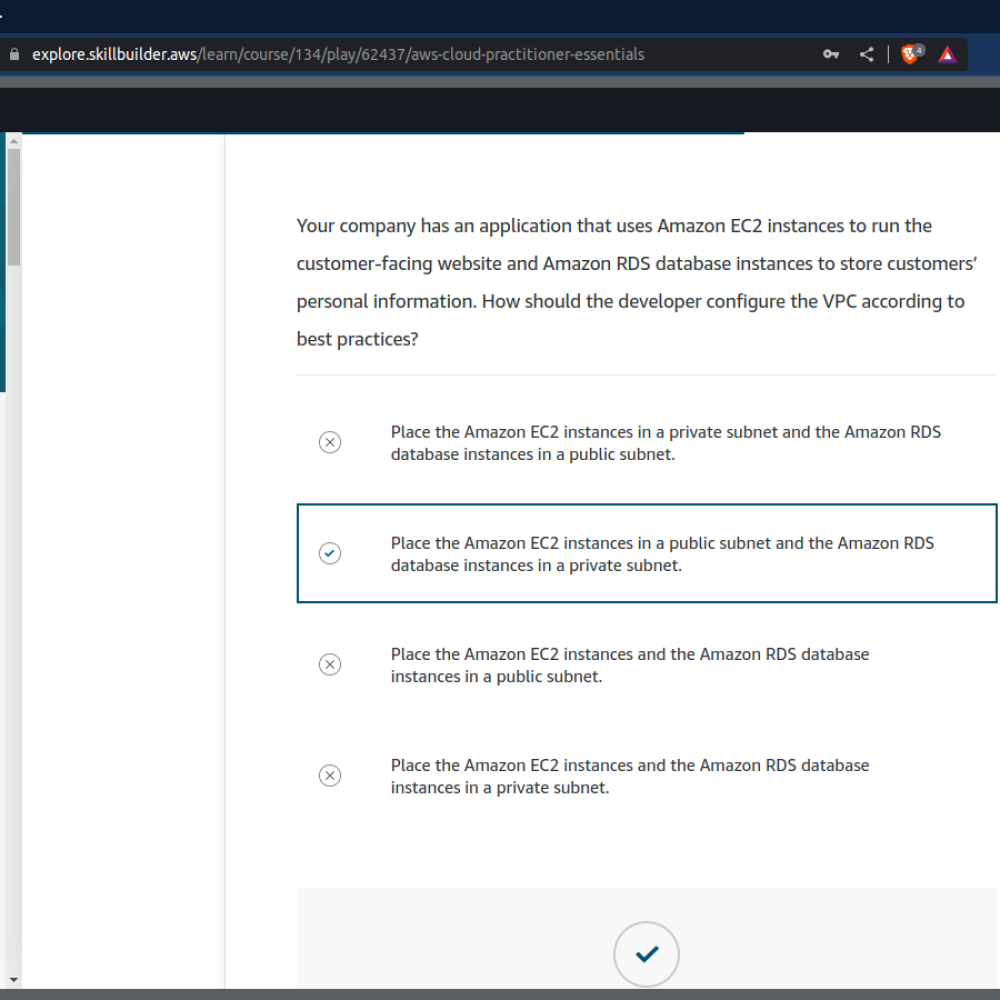 explore.skillbuilder.aws/learn/course/134/play/62437/aws-cloud-practitioner-essentials
4
Your company has an application that uses Amazon EC2 instances to run the
customer-facing website and Amazon RDS database instances to store customers’
personal information. How should the developer configure the VPC according to
best practices?
Place the Amazon EC2 instances in a private subnet and the Amazon RDS
database instances in a public subnet.
Place the Amazon EC2 instances in a public subnet and the Amazon RDS
database instances in a private subnet.
Place the Amazon EC2 instances and the Amazon RDS database
instances in a public subnet.
Place the Amazon EC2 instances and the Amazon RDS database
instances in a private subnet.